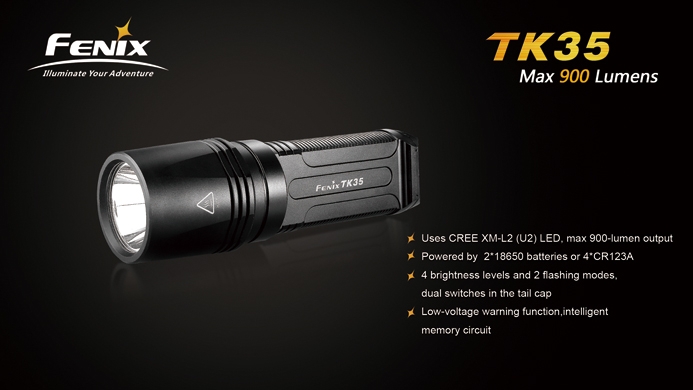 FENIX
Illuminate Your Adventure
TK35
Max 900 Lumens
FENIX TK35
Uses CREE XM-L2 (U2) LED, max 900-lumen output
Powered by 2*18650 batteries or 4*CR123A
4 brightness levels and 2 flashing modes,
dual switches in the tail cap
Low-voltage warning function,intelligent
memory circuit